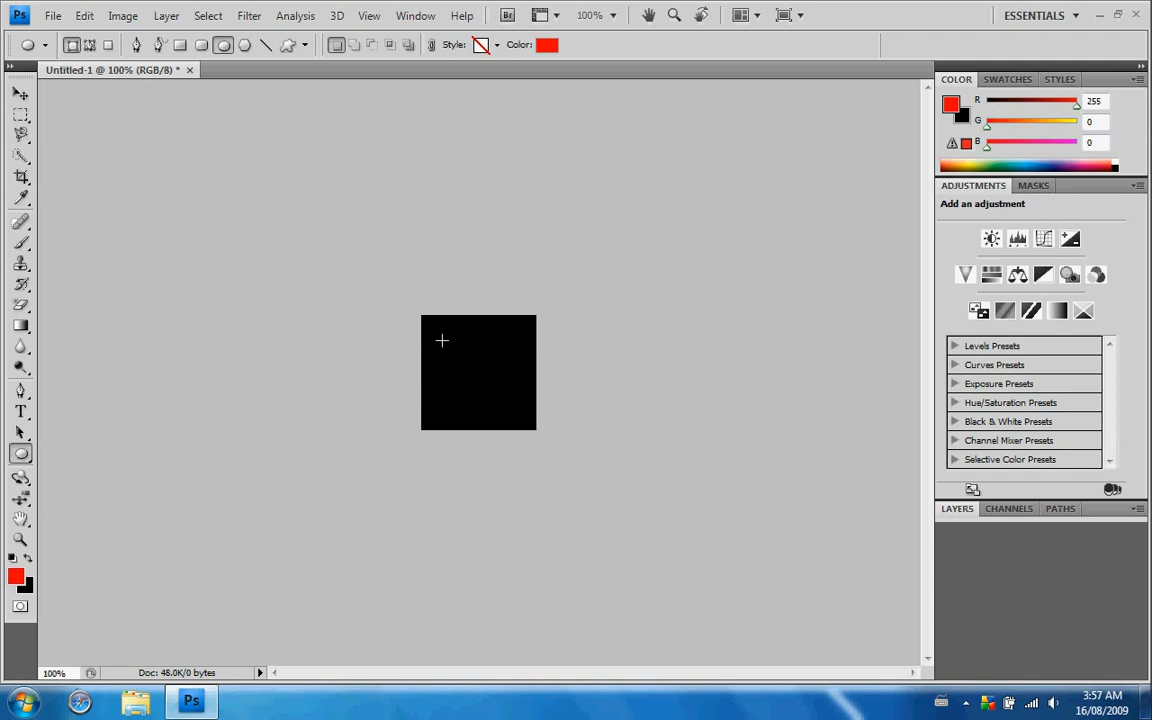 Ps File Edit Image Layer Select Filter Analysis 3D View Window Help Br 100% ESSENTIALS
Style: Color:
Untitled-1 @ 100% (RGB/8) *
COLOR SWATCHES STYLES
R 255
G 0
B 0
ADJUSTMENTS MASKS
Add an adjustment
Levels Presets
Curves Presets
Exposure Presets
Hue/Saturation Presets
Black & White Presets
Channel Mixer Presets
Selective Color Presets
LAYERS CHANNELS PATHS
T
100% Doc: 48.0K/0 bytes
Ps
3:57 AM
16/08/2009